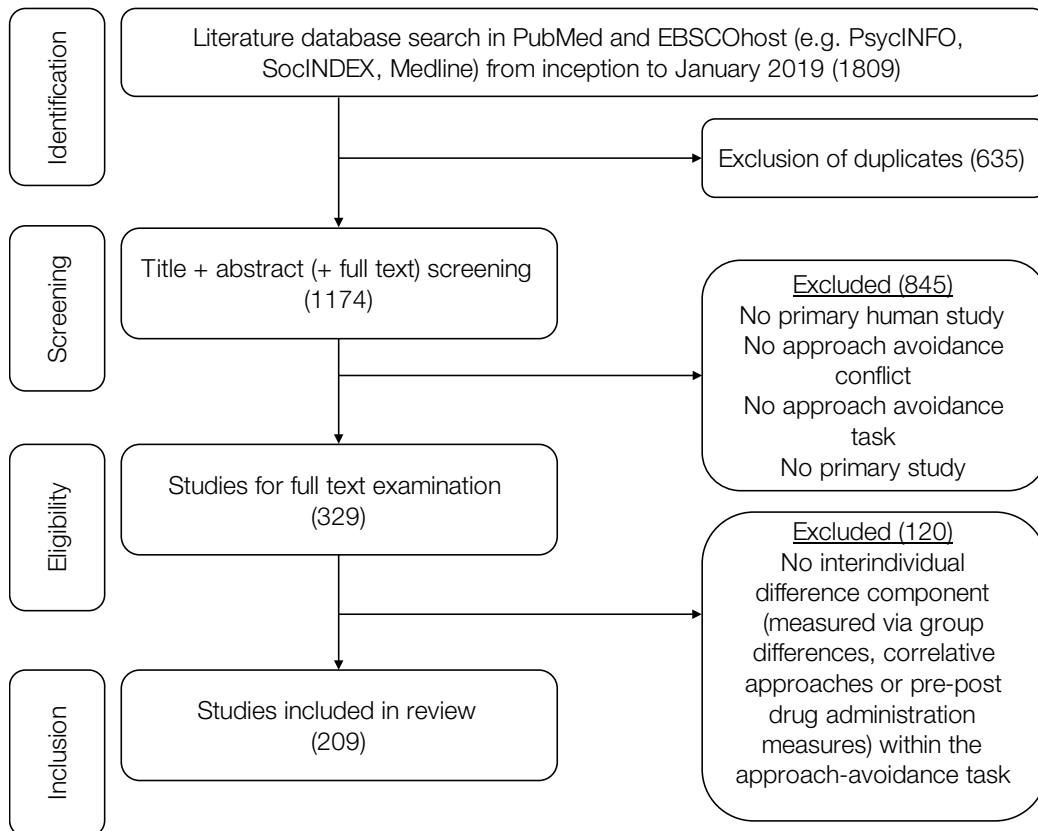 Identification
Literature database search in PubMed and EBSCOhost (e.g. PsycINFO,
SocINDEX, Medline) from inception to January 2019 (1809)
Exclusion of duplicates (635)
Screening
Title + abstract (+ full text) screening
(1174)
Excluded (845)
No primary human study
No approach avoidance
conflict
No approach avoidance
task
No primary study
Eligibility
Studies for full text examination
(329)
Excluded (120)
No interindividual
difference component
(measured via group
differences, correlative
approaches or pre-post
drug administration
measures) within the
approach-avoidance task
Inclusion
Studies included in review
(209)